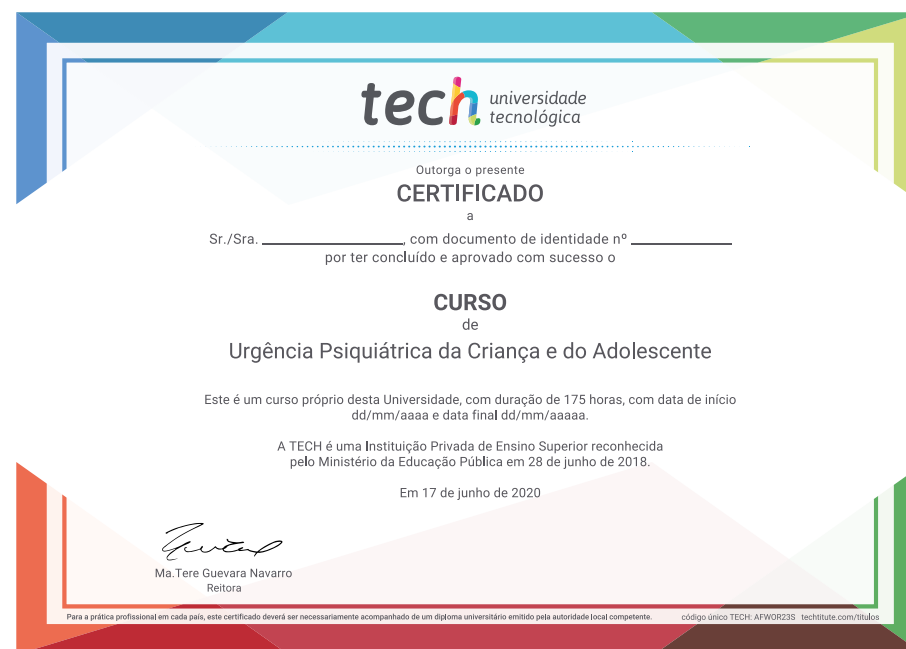 tech universidade
tecnológica
Outorga o presente
CERTIFICADO
a
Sr./Sra. ____________________, com documento de identidade nº ______________
por ter concluído e aprovado com sucesso o
CURSO
de
Urgência Psiquiátrica da Criança e do Adolescente
Este é um curso próprio desta Universidade, com duração de 175 horas, com data de início
dd/mm/aaaa e data final dd/mm/aaaaa.
A TECH é uma Instituição Privada de Ensino Superior reconhecida
pelo Ministério da Educação Pública em 28 de junho de 2018.
Em 17 de junho de 2020
Ma.Tere Guevara Navarro
Reitora
Para a prática profissional em cada país, este certificado deverá ser necessariamente acompanhado de um diploma universitário emitido pela autoridade local competente. código único TECH: AFWOR23S techtitute.com/titulos